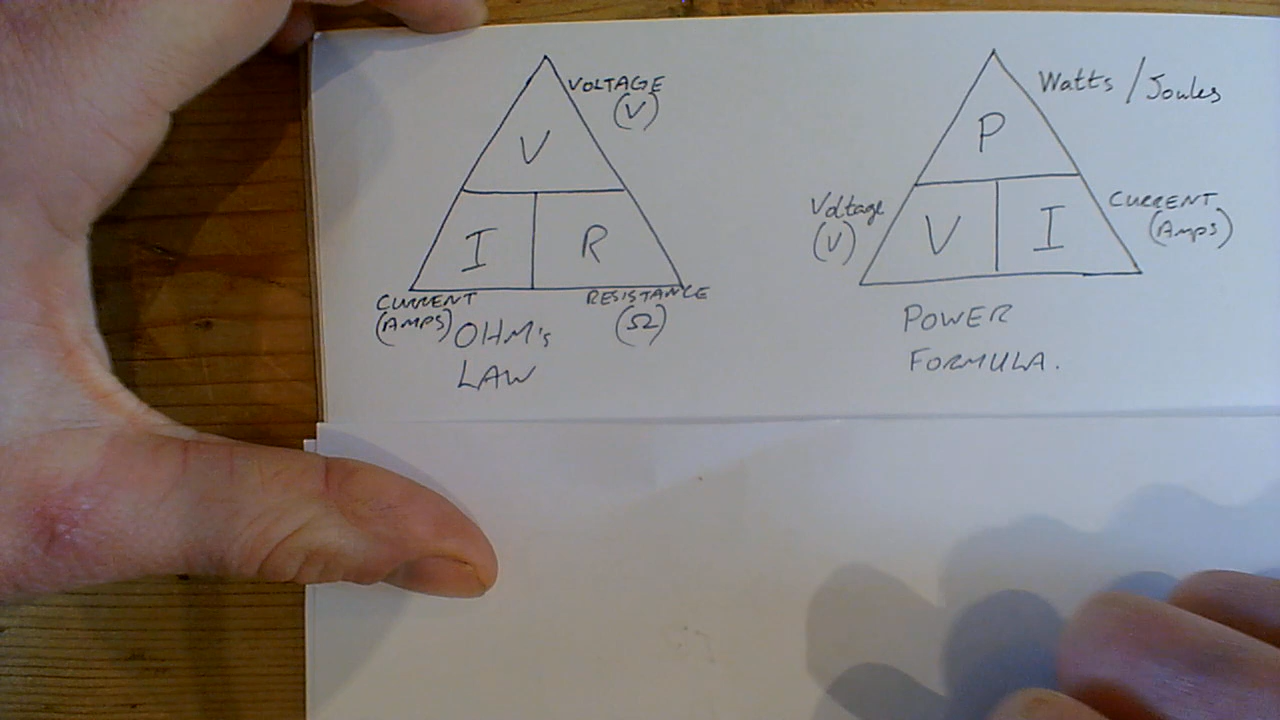 VOLTAGE
(V)
V
I
R
CURRENT
(AMPS)
RESISTANCE
(Ω)
OHM's
LAW
Watts / Joules
P
Voltage
(V)
V
I
CURRENT
(Amps)
POWER
FORMULA.